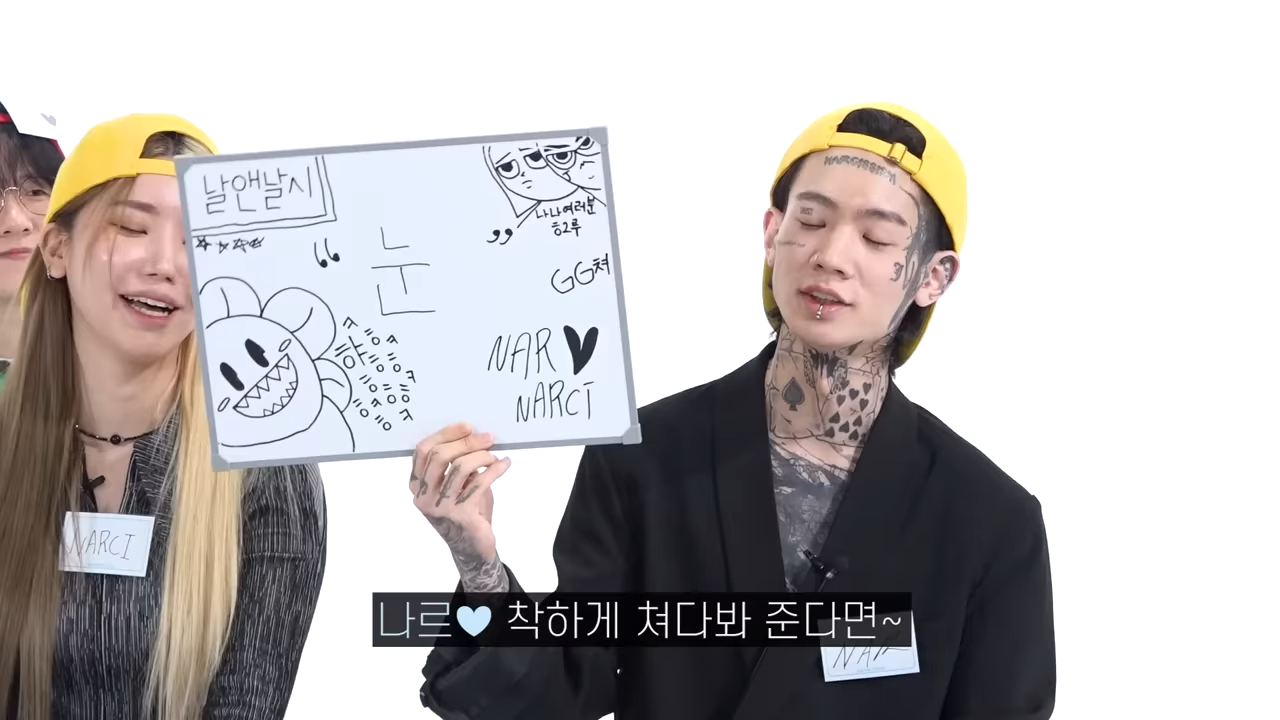 날앤날시
“ 눈 ”
나나여러분
GG쳐
NAR♥
NARCI
NARCI
나르♥ 착하게 쳐다봐 준다면~